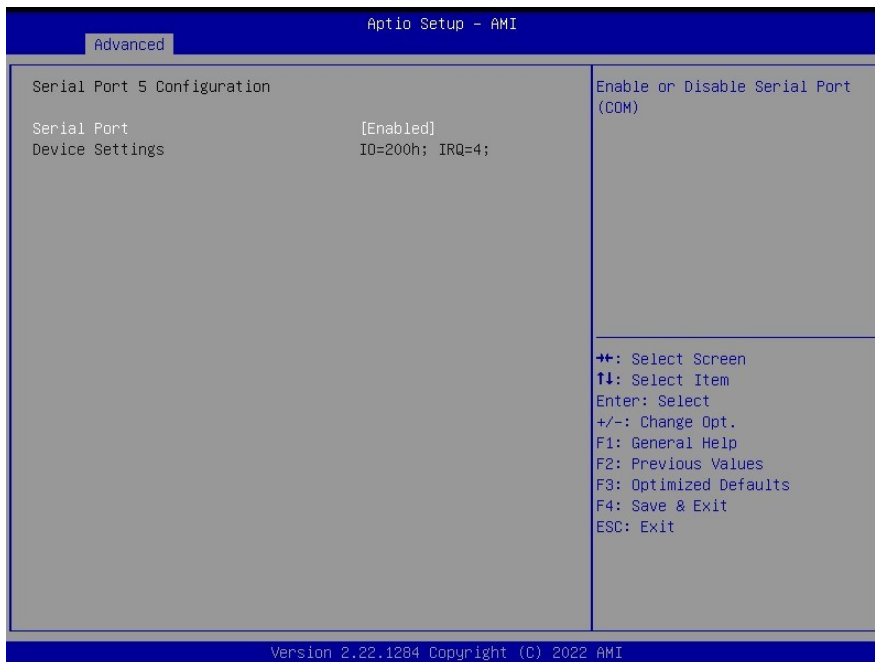 Aptio Setup – AMI
Advanced
Serial Port 5 Configuration
Serial Port [Enabled]
Device Settings IO=200h; IRQ=4;
Enable or Disable Serial Port
(COM)
→←: Select Screen
↑↓: Select Item
Enter: Select
+/-: Change Opt.
F1: General Help
F2: Previous Values
F3: Optimized Defaults
F4: Save & Exit
ESC: Exit
Version 2.22.1284 Copyright (C) 2022 AMI